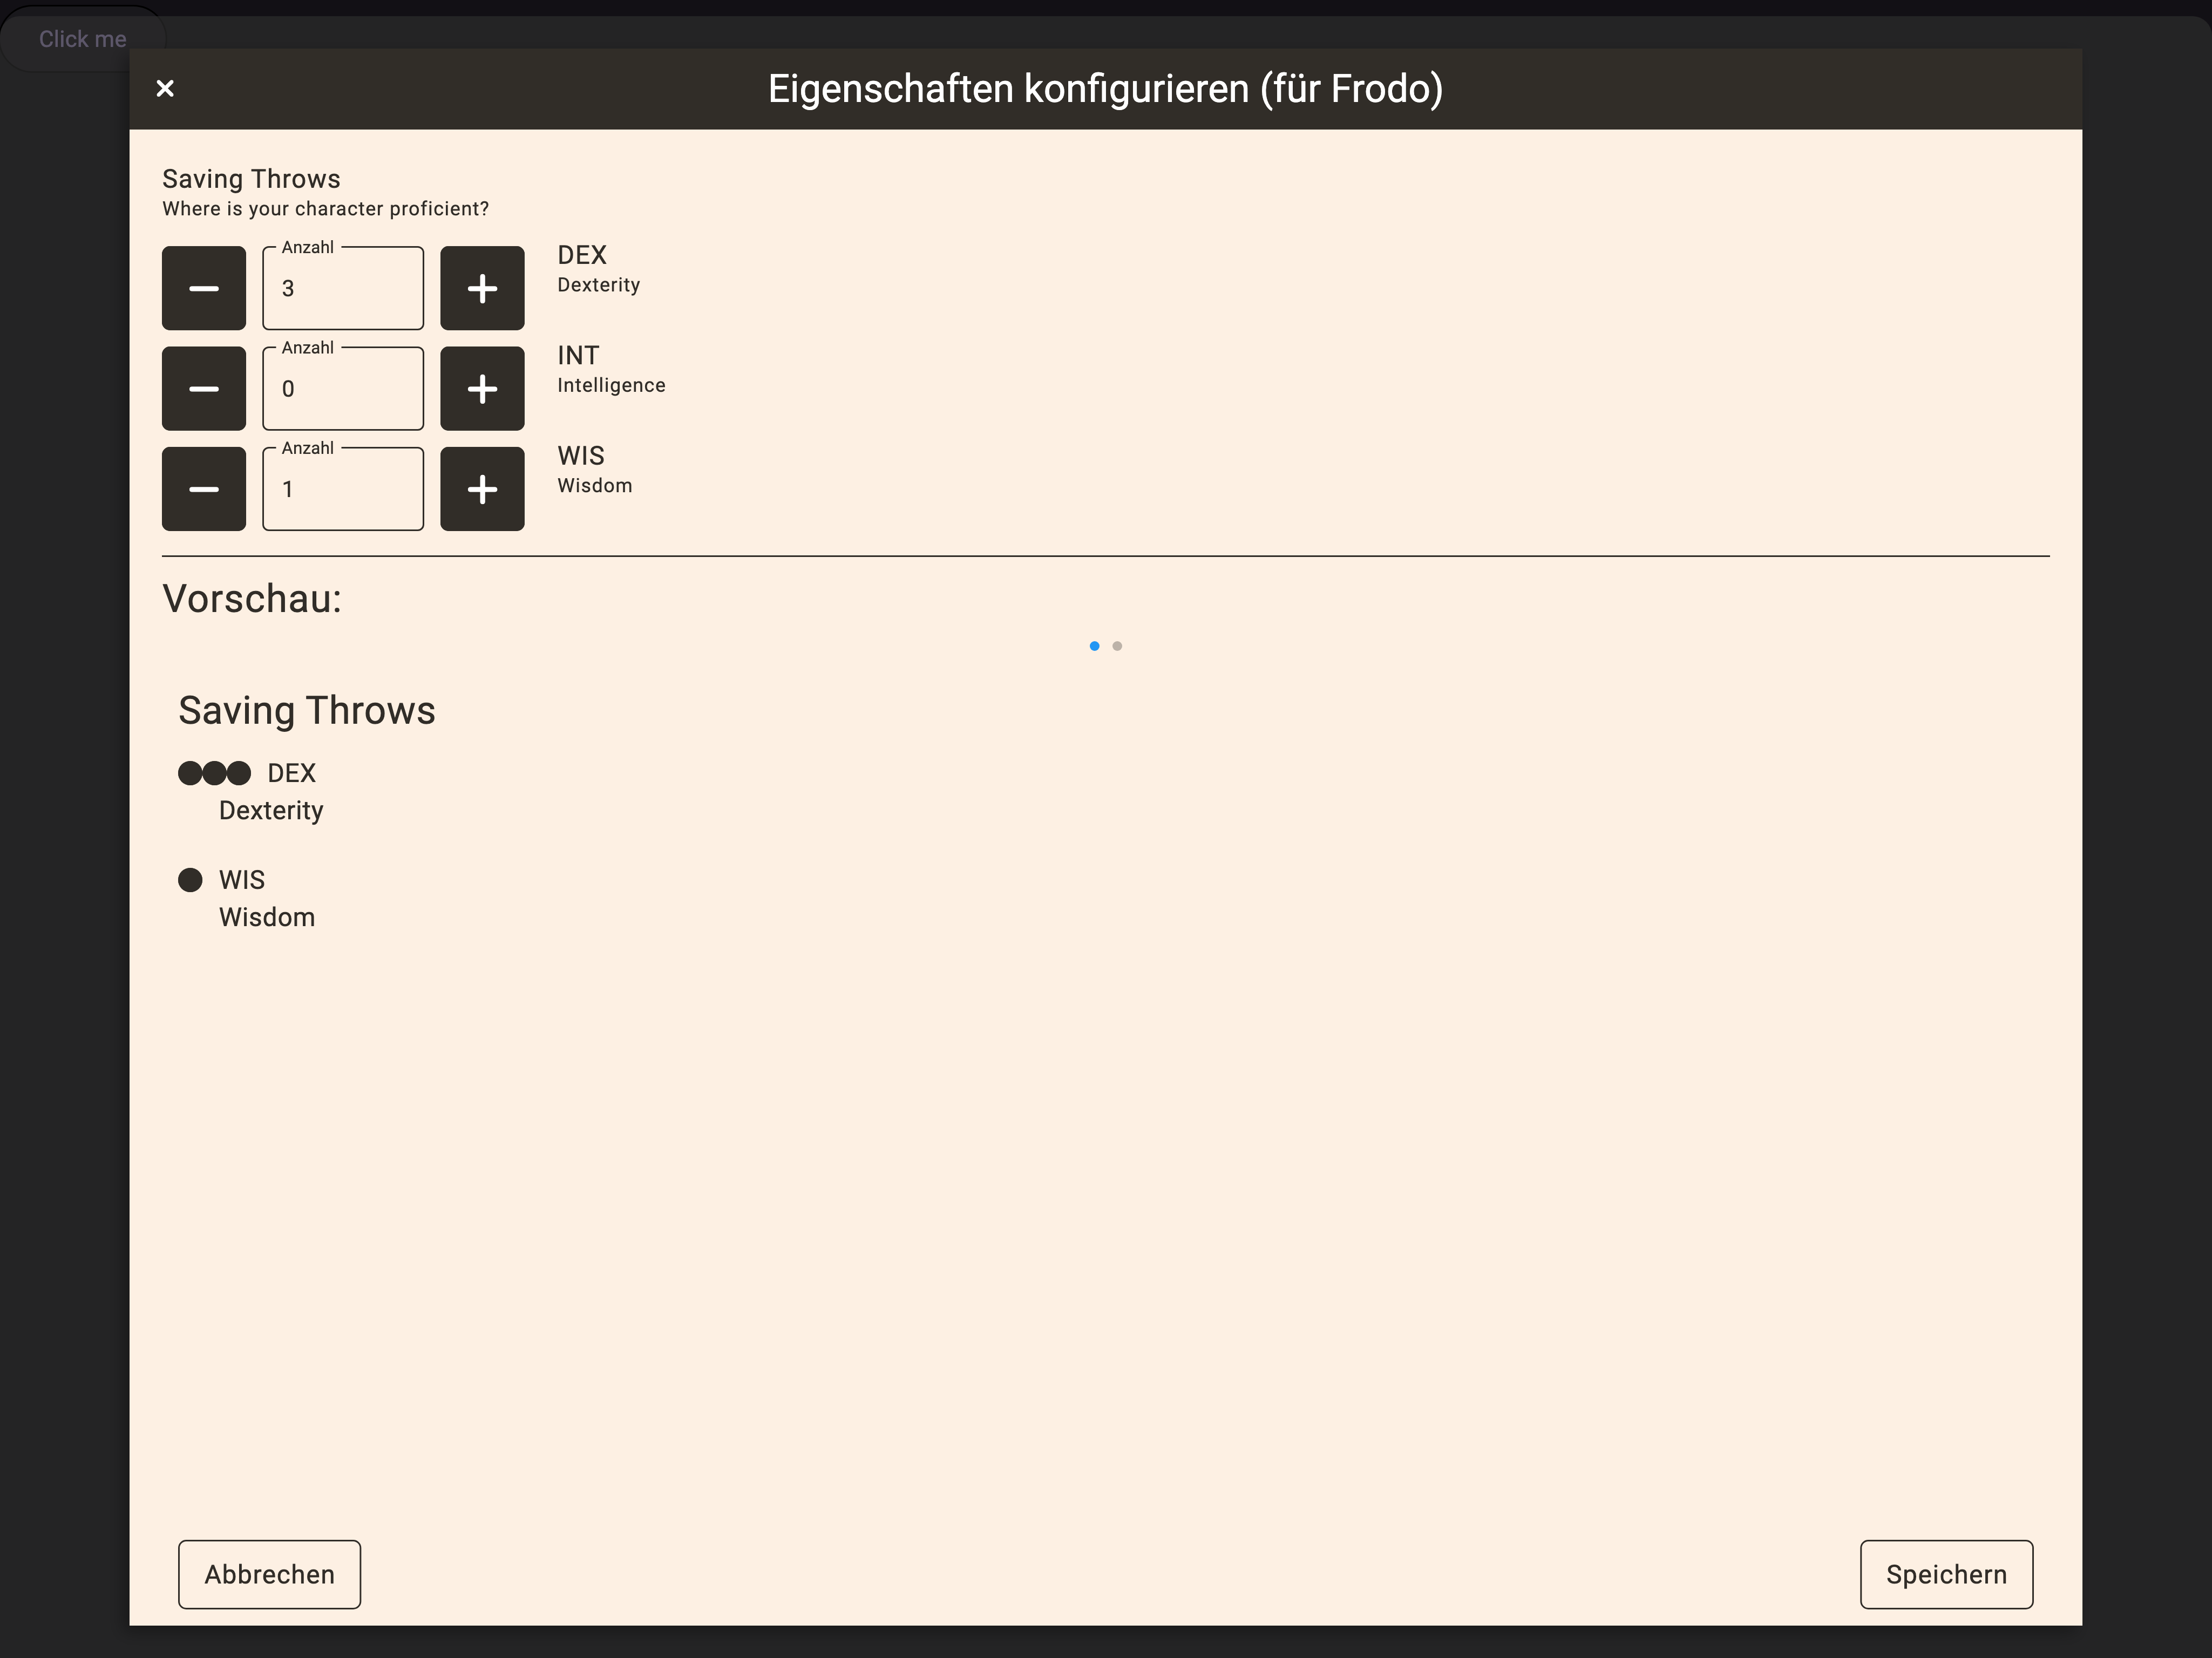 Click me
Eigenschaften konfigurieren (für Frodo)
Saving Throws
Where is your character proficient?
Anzahl
3
DEX
Dexterity
Anzahl
0
INT
Intelligence
Anzahl
1
WIS
Wisdom
Vorschau:
Saving Throws
DEX
Dexterity
WIS
Wisdom
Abbrechen
Speichern